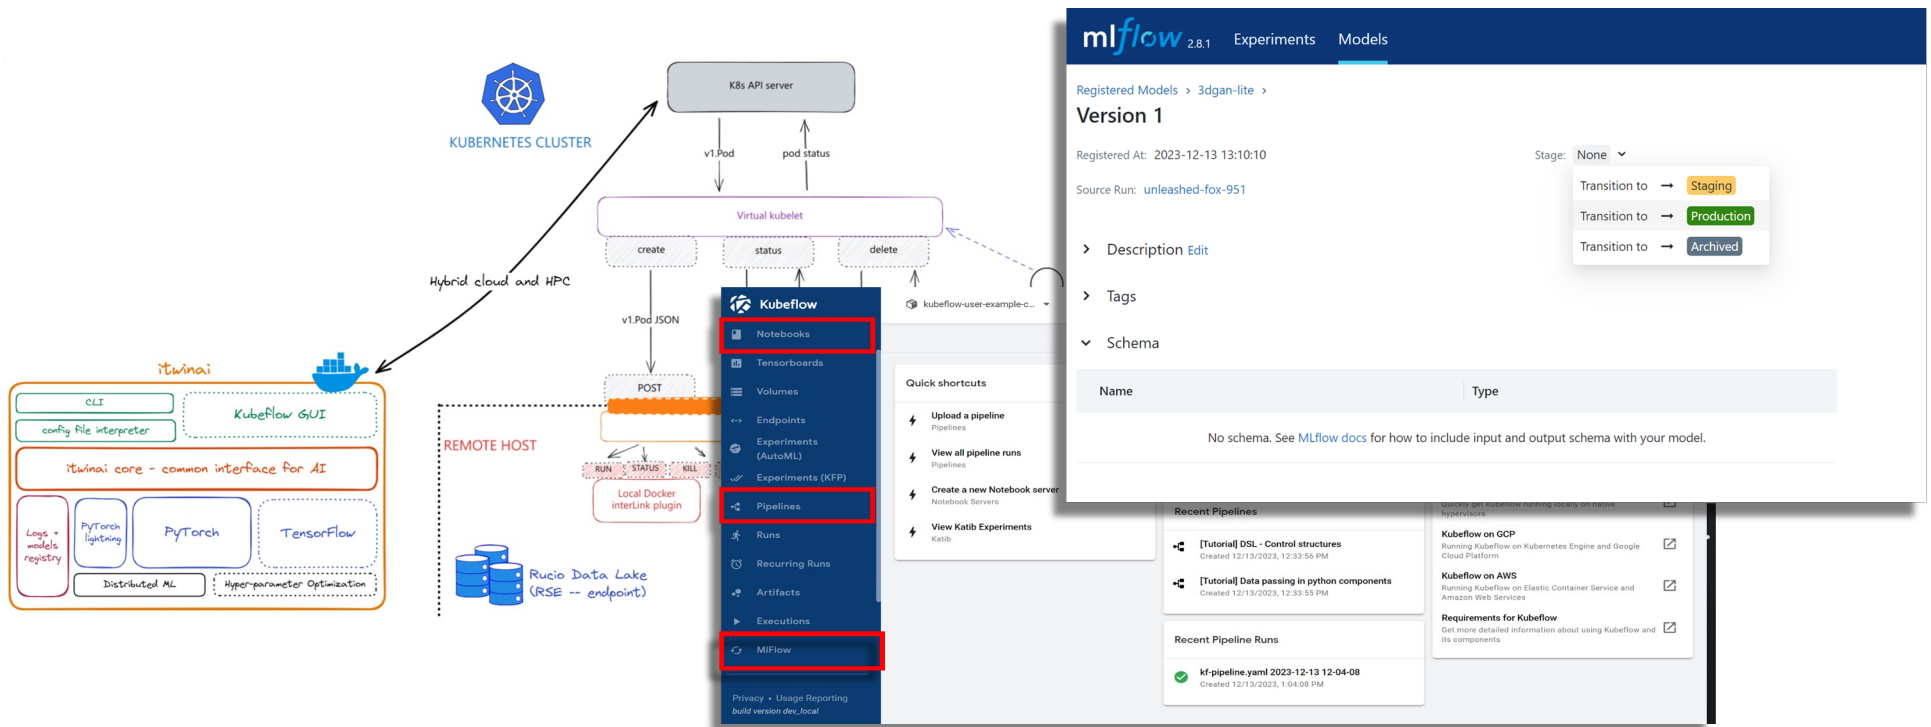 KUBERNETES CLUSTER
K8s API server
v1.Pod
pod status
Virtual kubelet
create
status
delete
Hybrid cloud and HPC
v1.Pod JSON
POST
REMOTE HOST
RUN
STATUS
KILL
Local Docker
interLink plugin
Rucio Data Lake
(RSE -- endpoint)
itwinai
CLI
config file interpreter
Kubeflow GUI
itwinai core - common interface for AI
Logs +
models
registry
PyTorch
lightning
PyTorch
TensorFlow
Distributed ML
Hyper-parameter Optimization
Kubeflow
Notebooks
Tensorboards
Volumes
Endpoints
Experiments
(AutoML)
Experiments (KFP)
Pipelines
Runs
Recurring Runs
Artifacts
Executions
MlFlow
Privacy • Usage Reporting
build version dev_local
kubeflow-user-example-c...
Quick shortcuts
Upload a pipeline
Pipelines
View all pipeline runs
Pipelines
Create a new Notebook server
Notebook Servers
View Katib Experiments
Katib
Recent Pipelines
[Tutorial] DSL - Control structures
Created 12/13/2023, 12:33:56 PM
[Tutorial] Data passing in python components
Created 12/13/2023, 12:33:55 PM
Recent Pipeline Runs
kf-pipeline.yaml 2023-12-13 12-04-08
Created 12/13/2023, 1:04:08 PM
Quickly get Kubeflow running locally on native
hypervisors
Kubeflow on GCP
Running Kubeflow on Kubernetes Engine and Google
Cloud Platform
Kubeflow on AWS
Running Kubeflow on Elastic Container Service and
Amazon Web Services
Requirements for Kubeflow
Get more detailed information about using Kubeflow and
its components
mlflow 2.8.1 Experiments Models
Registered Models > 3dgan-lite >
Version 1
Registered At: 2023-12-13 13:10:10
Stage: None
Source Run: unleashed-fox-951
Transition to → Staging
Transition to → Production
Transition to → Archived
Description Edit
Tags
Schema
Name Type
No schema. See MLflow docs for how to include input and output schema with your model.